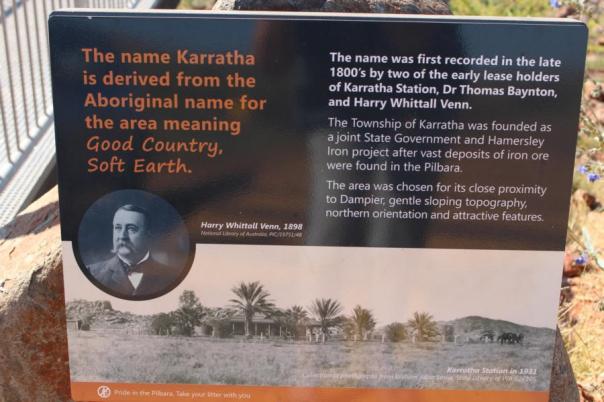 The name Karratha
is derived from the
Aboriginal name for
the area meaning
Good Country,
Soft Earth.
The name was first recorded in the late
1800's by two of the early lease holders
of Karratha Station, Dr Thomas Baynton,
and Harry Whittall Venn.
The Township of Karratha was founded as
a joint State Government and Hamersley
Iron project after vast deposits of iron ore
were found in the Pilbara.
The area was chosen for its close proximity
to Dampier, gentle sloping topography,
northern orientation and attractive features.
Harry Whittall Venn, 1898
National Library of Australia, PIC/19751/48
Karratha Station in 1931
Pride in the Pilbara. Take your litter with you